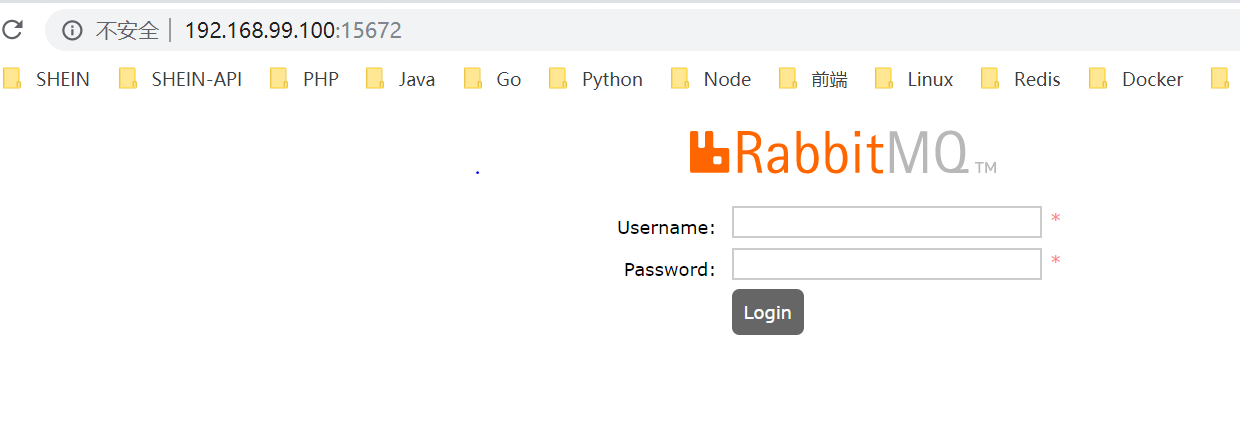 不安全 192.168.99.100:15672
SHEIN SHEIN-API PHP Java Go Python Node 前端 Linux Redis Docker
RabbitMQ™
Username: *
Password: *
Login